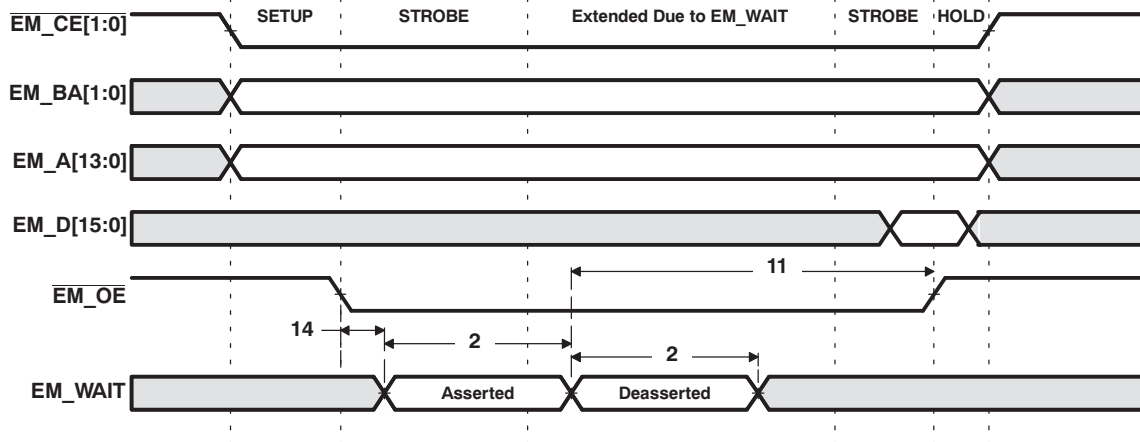 SETUP STROBE Extended Due to EM_WAIT STROBE HOLD
EM_CE[1:0]
EM_BA[1:0]
EM_A[13:0]
EM_D[15:0]
11
EM_OE
14 2
2
EM_WAIT Asserted Deasserted